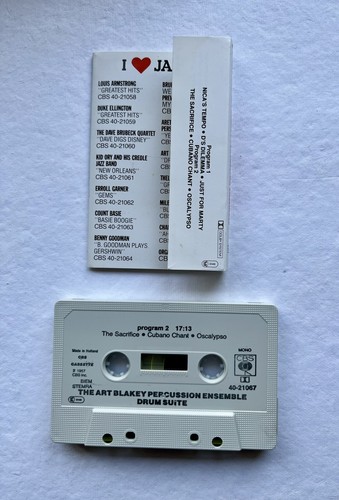 I ♥ JA
LOUIS ARMSTRONG
"GREATEST HITS"
CBS 40-21058
DUKE ELLINGTON
"GREATEST HITS"
CBS 40-21059
THE DAVE BRUBECK QUARTET
"DAVE DIGS DISNEY"
CBS 40-21060
KID ORY AND HIS CREOLE
JAZZ BAND
"NEW ORLEANS"
CBS 40-21061
ERROLL GARNER
"GEMS"
CBS 40-21062
COUNT BASIE
"BASIE BOOGIE"
CBS 40-21063
BENNY GOODMAN
"B. GOODMAN PLAYS
GERSHWIN"
CBS 40-21064
Program 1
NICA'S TEMPO • D'S DILEMMA • JUST FOR MARTY
Program 2
THE SACRIFICE • CUBANO CHANT • OSCALYPSO
program 2 17:13
The Sacrifice • Cubano Chant • Oscalypso
Made in Holland
CBS
CASSETTE
℗ 1957
CBS Inc.
BIEM
STEMRA
MONO
CBS
40-21067
THE ART BLAKEY PERCUSSION ENSEMBLE
DRUM SUITE